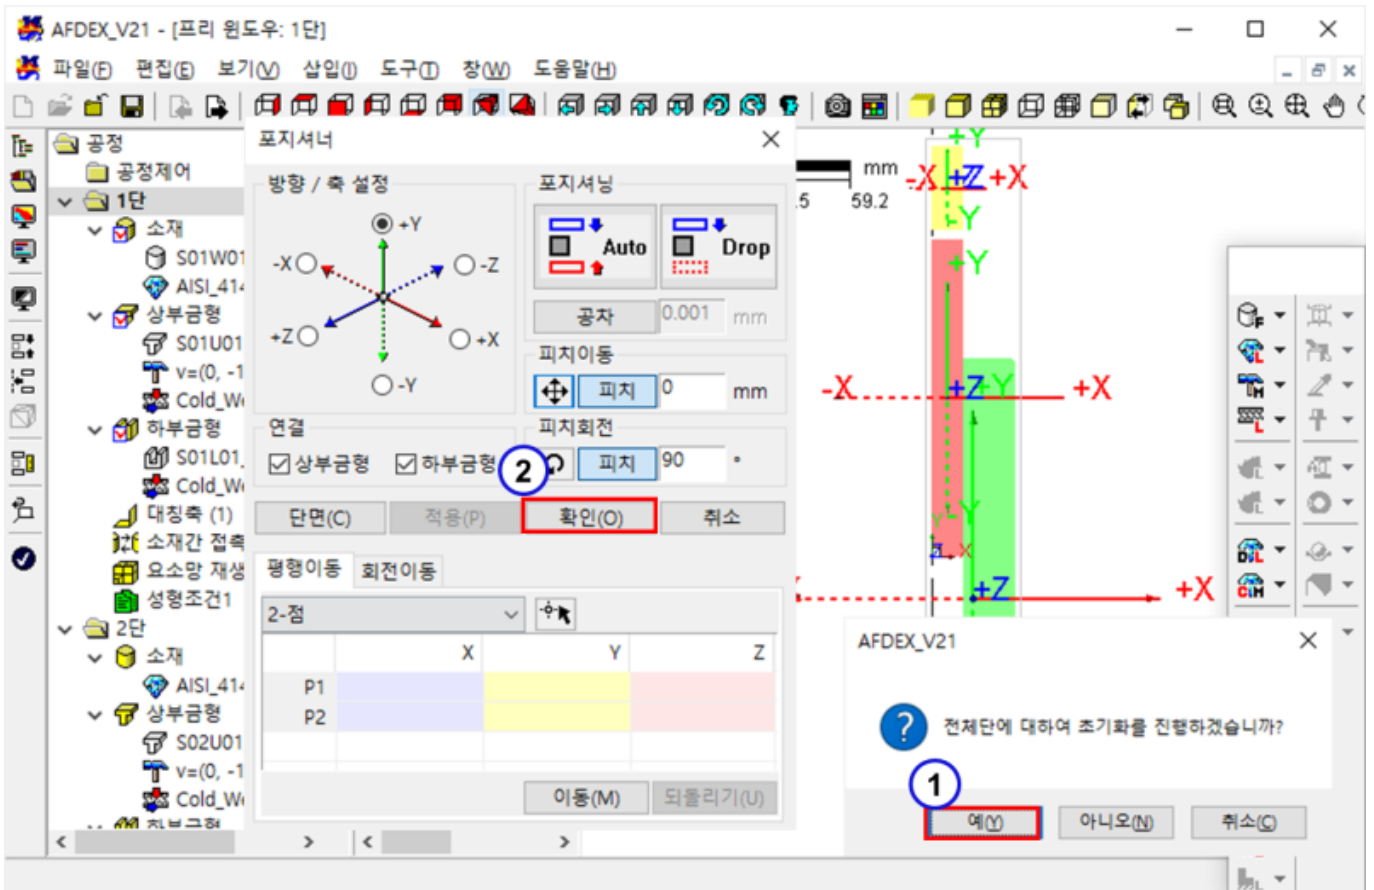 AFDEX_V21 - [프리 윈도우: 1단]
파일(F) 편집(E) 보기(V) 삽입(I) 도구(T) 창(W) 도움말(H)
공정
공정제어
1단
소재
S01W01
AISI_414
상부금형
S01U01
v=(0, -1
Cold_Wo
하부금형
S01L01_
Cold_Wo
대칭축 (1)
소재간 접촉
요소망 재생
성형조건1
2단
소재
AISI_414
상부금형
S02U01
v=(0, -1
Cold_Wo
하부금형
포지셔너
방향 / 축 설정
+Y
-X
-Z
+Z
+X
-Y
포지셔닝
Auto
Drop
공차 0.001 mm
피치이동
피치 0 mm
연결
상부금형 하부금형
피치회전
2
피치 90 °
단면(C) 적용(P) 확인(O) 취소
평행이동 회전이동
2-점
X Y Z
P1
P2
이동(M) 되돌리기(U)
mm
.5 59.2
+Y
-X +Z +X
-Y
+Y
-X +Z +Y +X
Y -Y
Z X
+Z +X
F
L
M
L
D/L
C/M
L
AFDEX_V21
전체단에 대하여 초기화를 진행하겠습니까?
1
예(Y) 아니오(N) 취소(C)